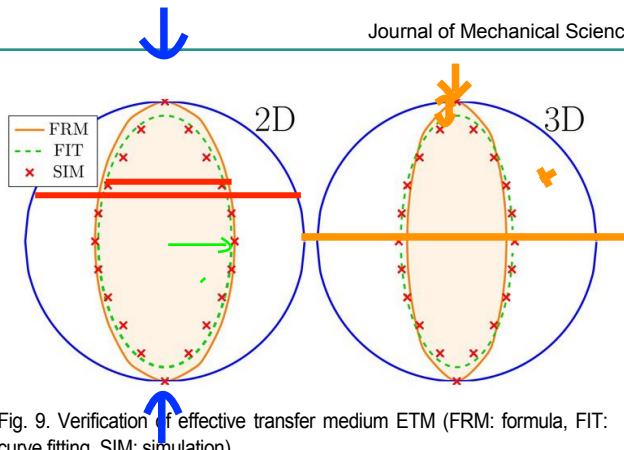 Journal of Mechanical Scienc
2D
3D
FRM
FIT
SIM
Fig. 9. Verification of effective transfer medium ETM (FRM: formula, FIT:
curve fitting, SIM: simulation)